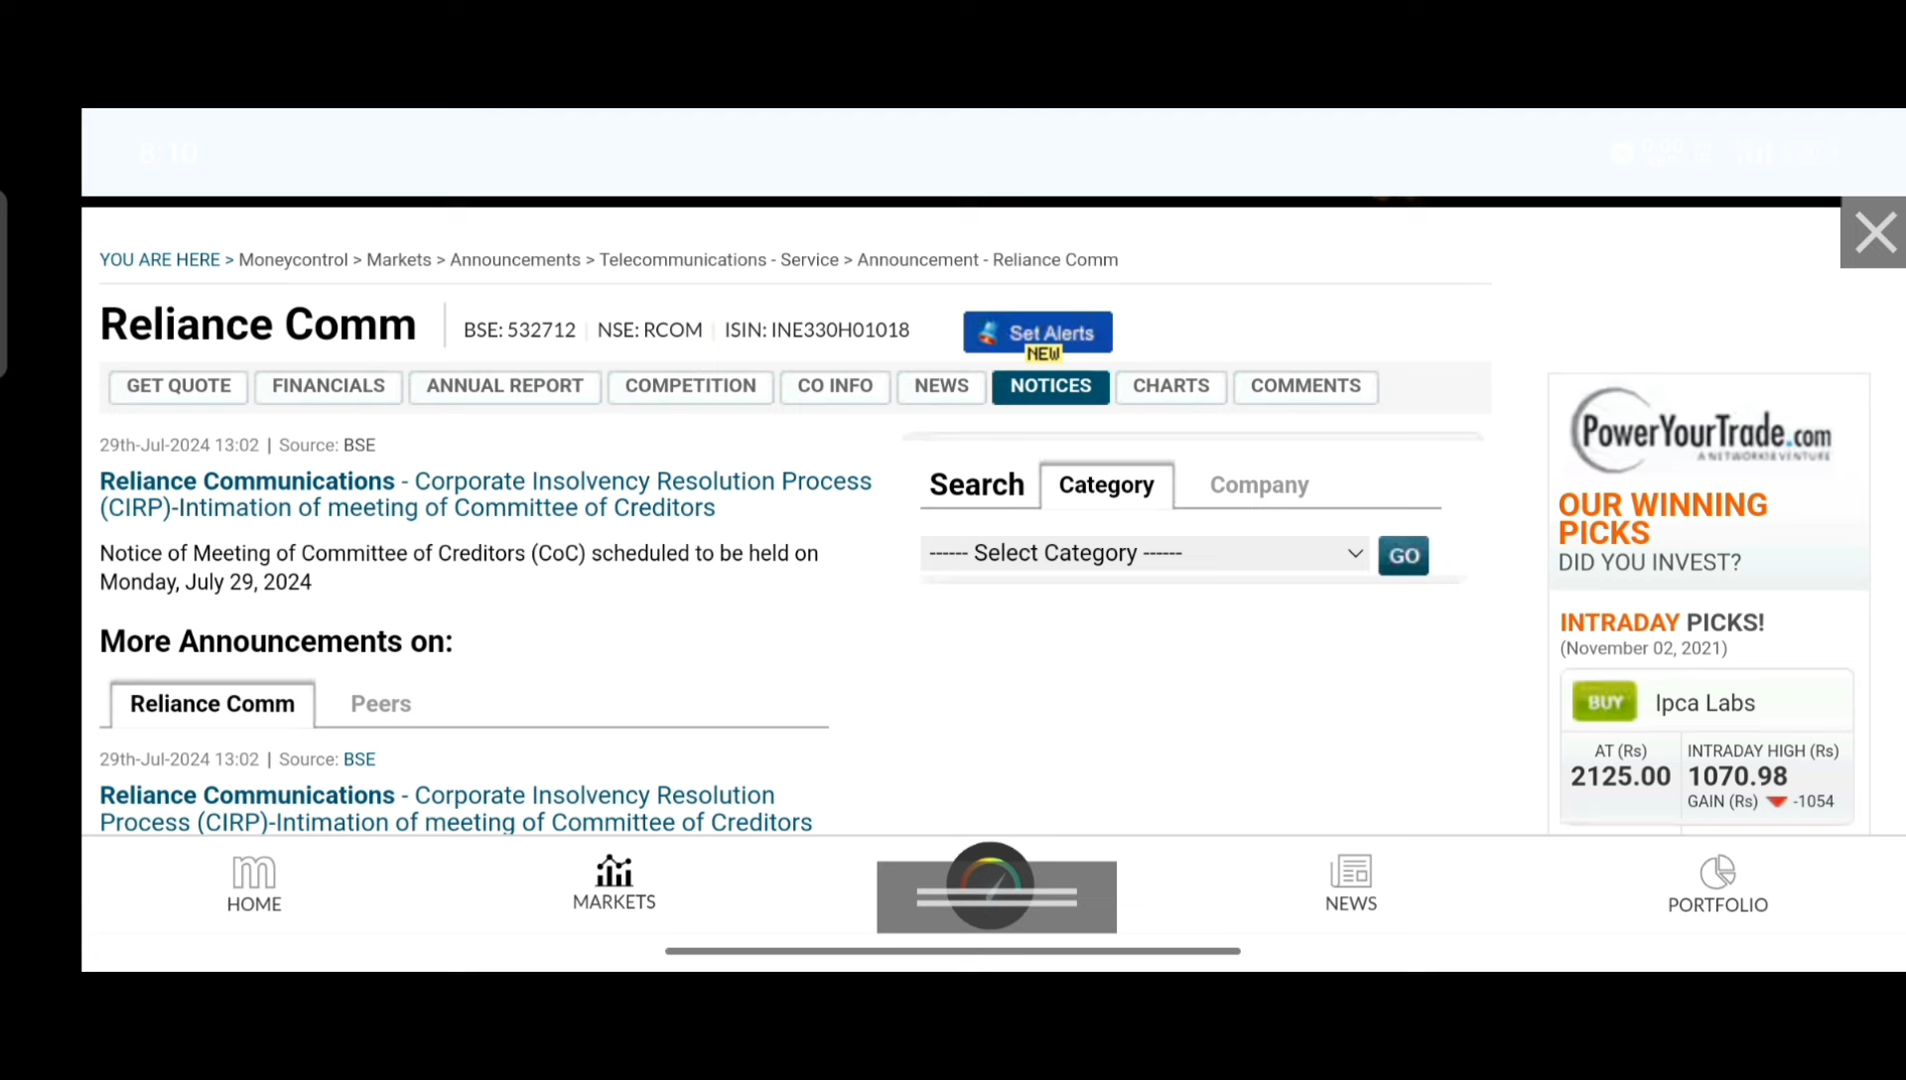 8:10
YOU ARE HERE > Moneycontrol > Markets > Announcements > Telecommunications - Service > Announcement - Reliance Comm
Reliance Comm
BSE: 532712 | NSE: RCOM | ISIN: INE330H01018
Set Alerts
NEW
GET QUOTE
FINANCIALS
ANNUAL REPORT
COMPETITION
CO INFO
NEWS
NOTICES
CHARTS
COMMENTS
29th-Jul-2024 13:02 | Source: BSE
Reliance Communications - Corporate Insolvency Resolution Process
(CIRP)-Intimation of meeting of Committee of Creditors
Notice of Meeting of Committee of Creditors (CoC) scheduled to be held on
Monday, July 29, 2024
More Announcements on:
Reliance Comm
Peers
29th-Jul-2024 13:02 | Source: BSE
Reliance Communications - Corporate Insolvency Resolution
Process (CIRP)-Intimation of meeting of Committee of Creditors
Search
Category
Company
------ Select Category ------
GO
PowerYourTrade.com
A NETWORK18 VENTURE
OUR WINNING
PICKS
DID YOU INVEST?
INTRADAY PICKS!
(November 02, 2021)
BUY
Ipca Labs
AT (Rs)
2125.00
INTRADAY HIGH (Rs)
1070.98
GAIN (Rs) -1054
HOME
MARKETS
NEWS
PORTFOLIO